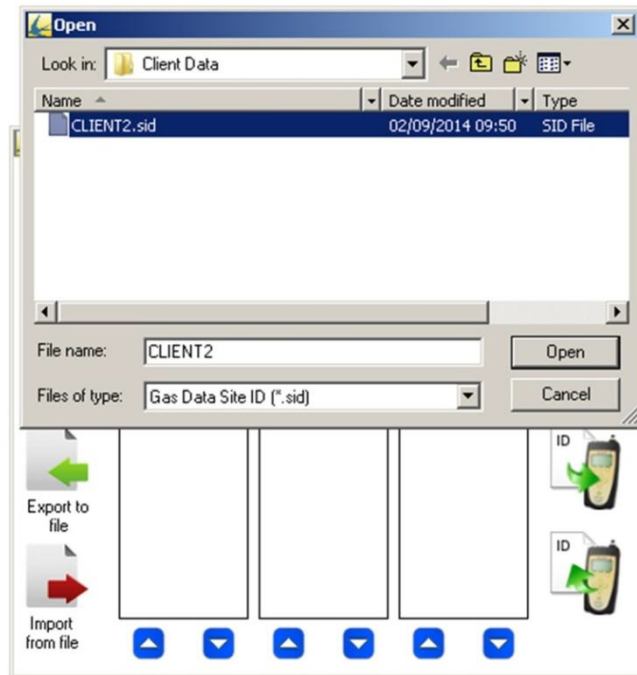 Open
Look in: Client Data
Name Date modified Type
CLIENT2.sid 02/09/2014 09:50 SID File
File name: CLIENT2 Open
Files of type: Gas Data Site ID (*.sid) Cancel
ID
Export to
file
ID
Import
from file